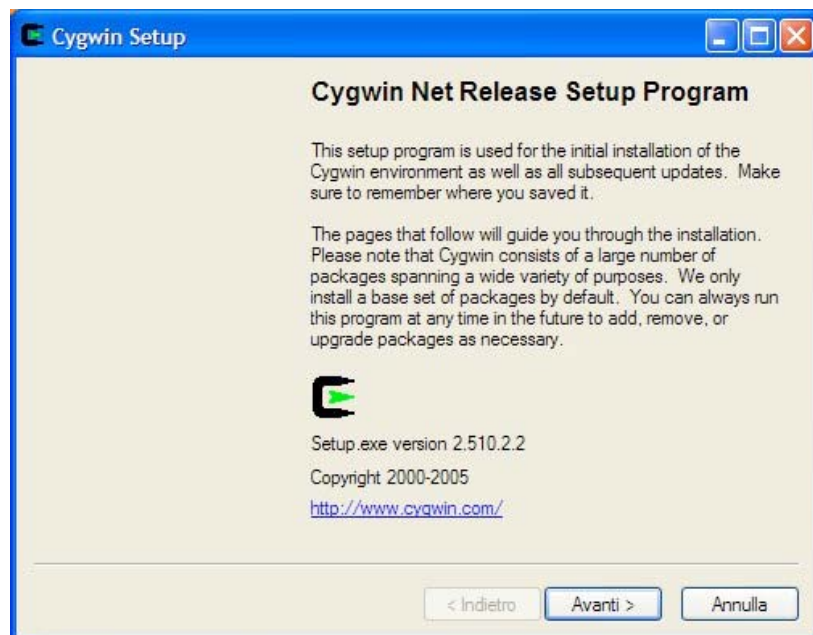 Cygwin Setup
Cygwin Net Release Setup Program
This setup program is used for the initial installation of the
Cygwin environment as well as all subsequent updates.  Make
sure to remember where you saved it.
The pages that follow will guide you through the installation.
Please note that Cygwin consists of a large number of
packages spanning a wide variety of purposes.  We only
install a base set of packages by default.  You can always run
this program at any time in the future to add, remove, or
upgrade packages as necessary.
Setup.exe version 2.510.2.2
Copyright 2000-2005
http://www.cygwin.com/
< Indietro
Avanti >
Annulla